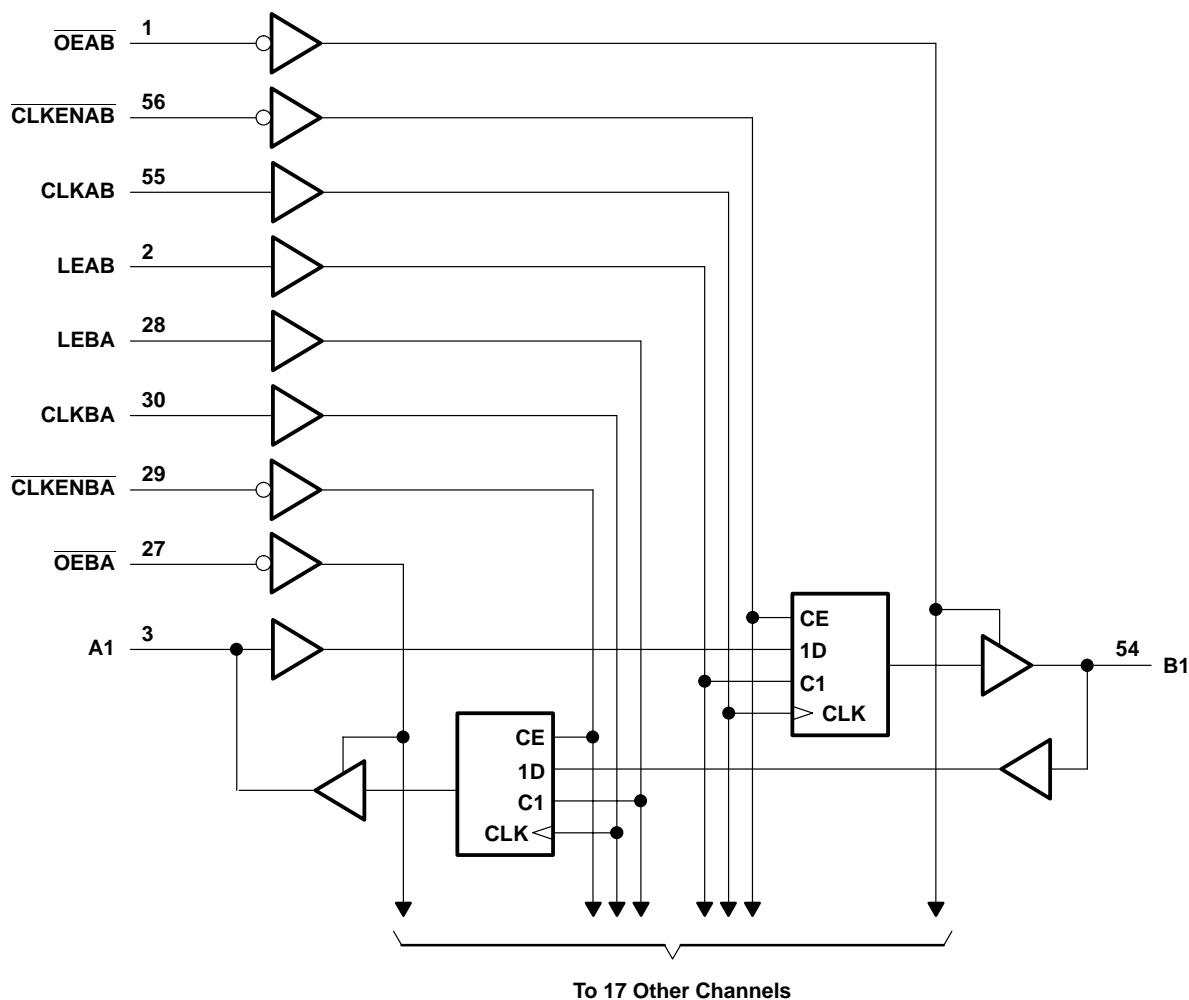 OEAB 1
CLKENAB 56
CLKAB 55
LEAB 2
LEBA 28
CLKBA 30
CLKENBA 29
OEBA 27
A1 3
CE
1D
C1
CLK
54 B1
CE
1D
C1
CLK
To 17 Other Channels